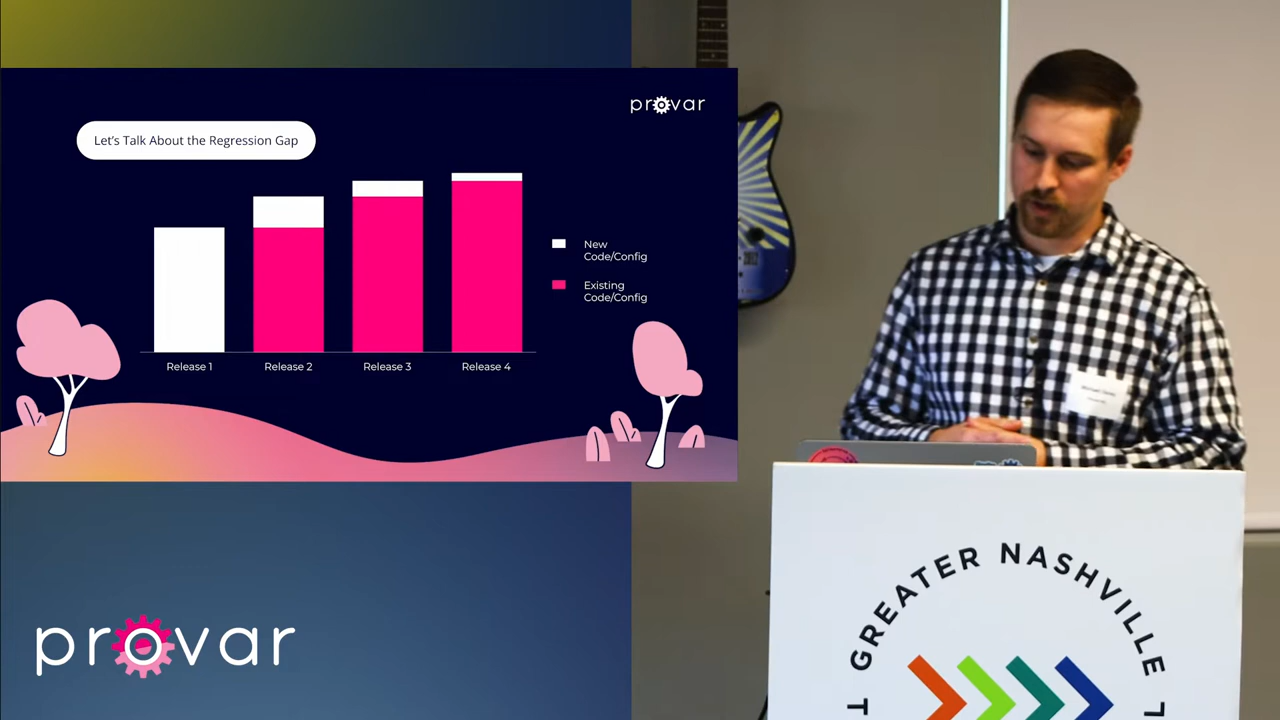 provar
Let's Talk About the Regression Gap
New
Code/Config
Existing
Code/Config
Release 1
Release 2
Release 3
Release 4
provar
GREATER NASHVILLE